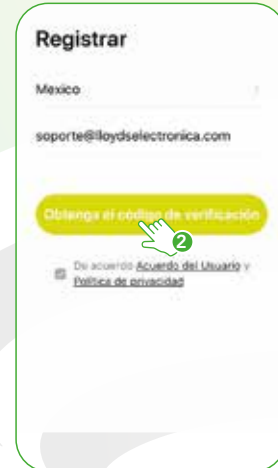 Registrar
Mexico
soporte@lloydselectronica.com
Obtenga el código de verificación
2
De acuerdo Acuerdo del Usuario y
Política de privacidad